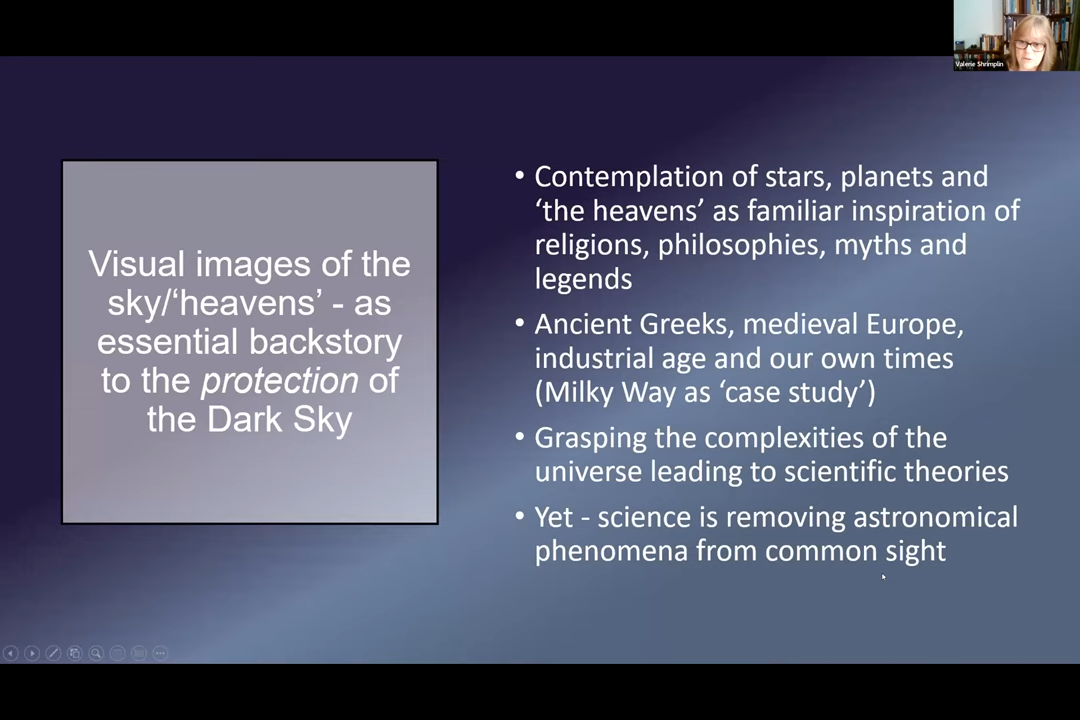 Valerie Shrimplin
Visual images of the
sky/‘heavens’ - as
essential backstory
to the protection of
the Dark Sky
• Contemplation of stars, planets and
‘the heavens’ as familiar inspiration of
religions, philosophies, myths and
legends
• Ancient Greeks, medieval Europe,
industrial age and our own times
(Milky Way as ‘case study’)
• Grasping the complexities of the
universe leading to scientific theories
• Yet - science is removing astronomical
phenomena from common sight